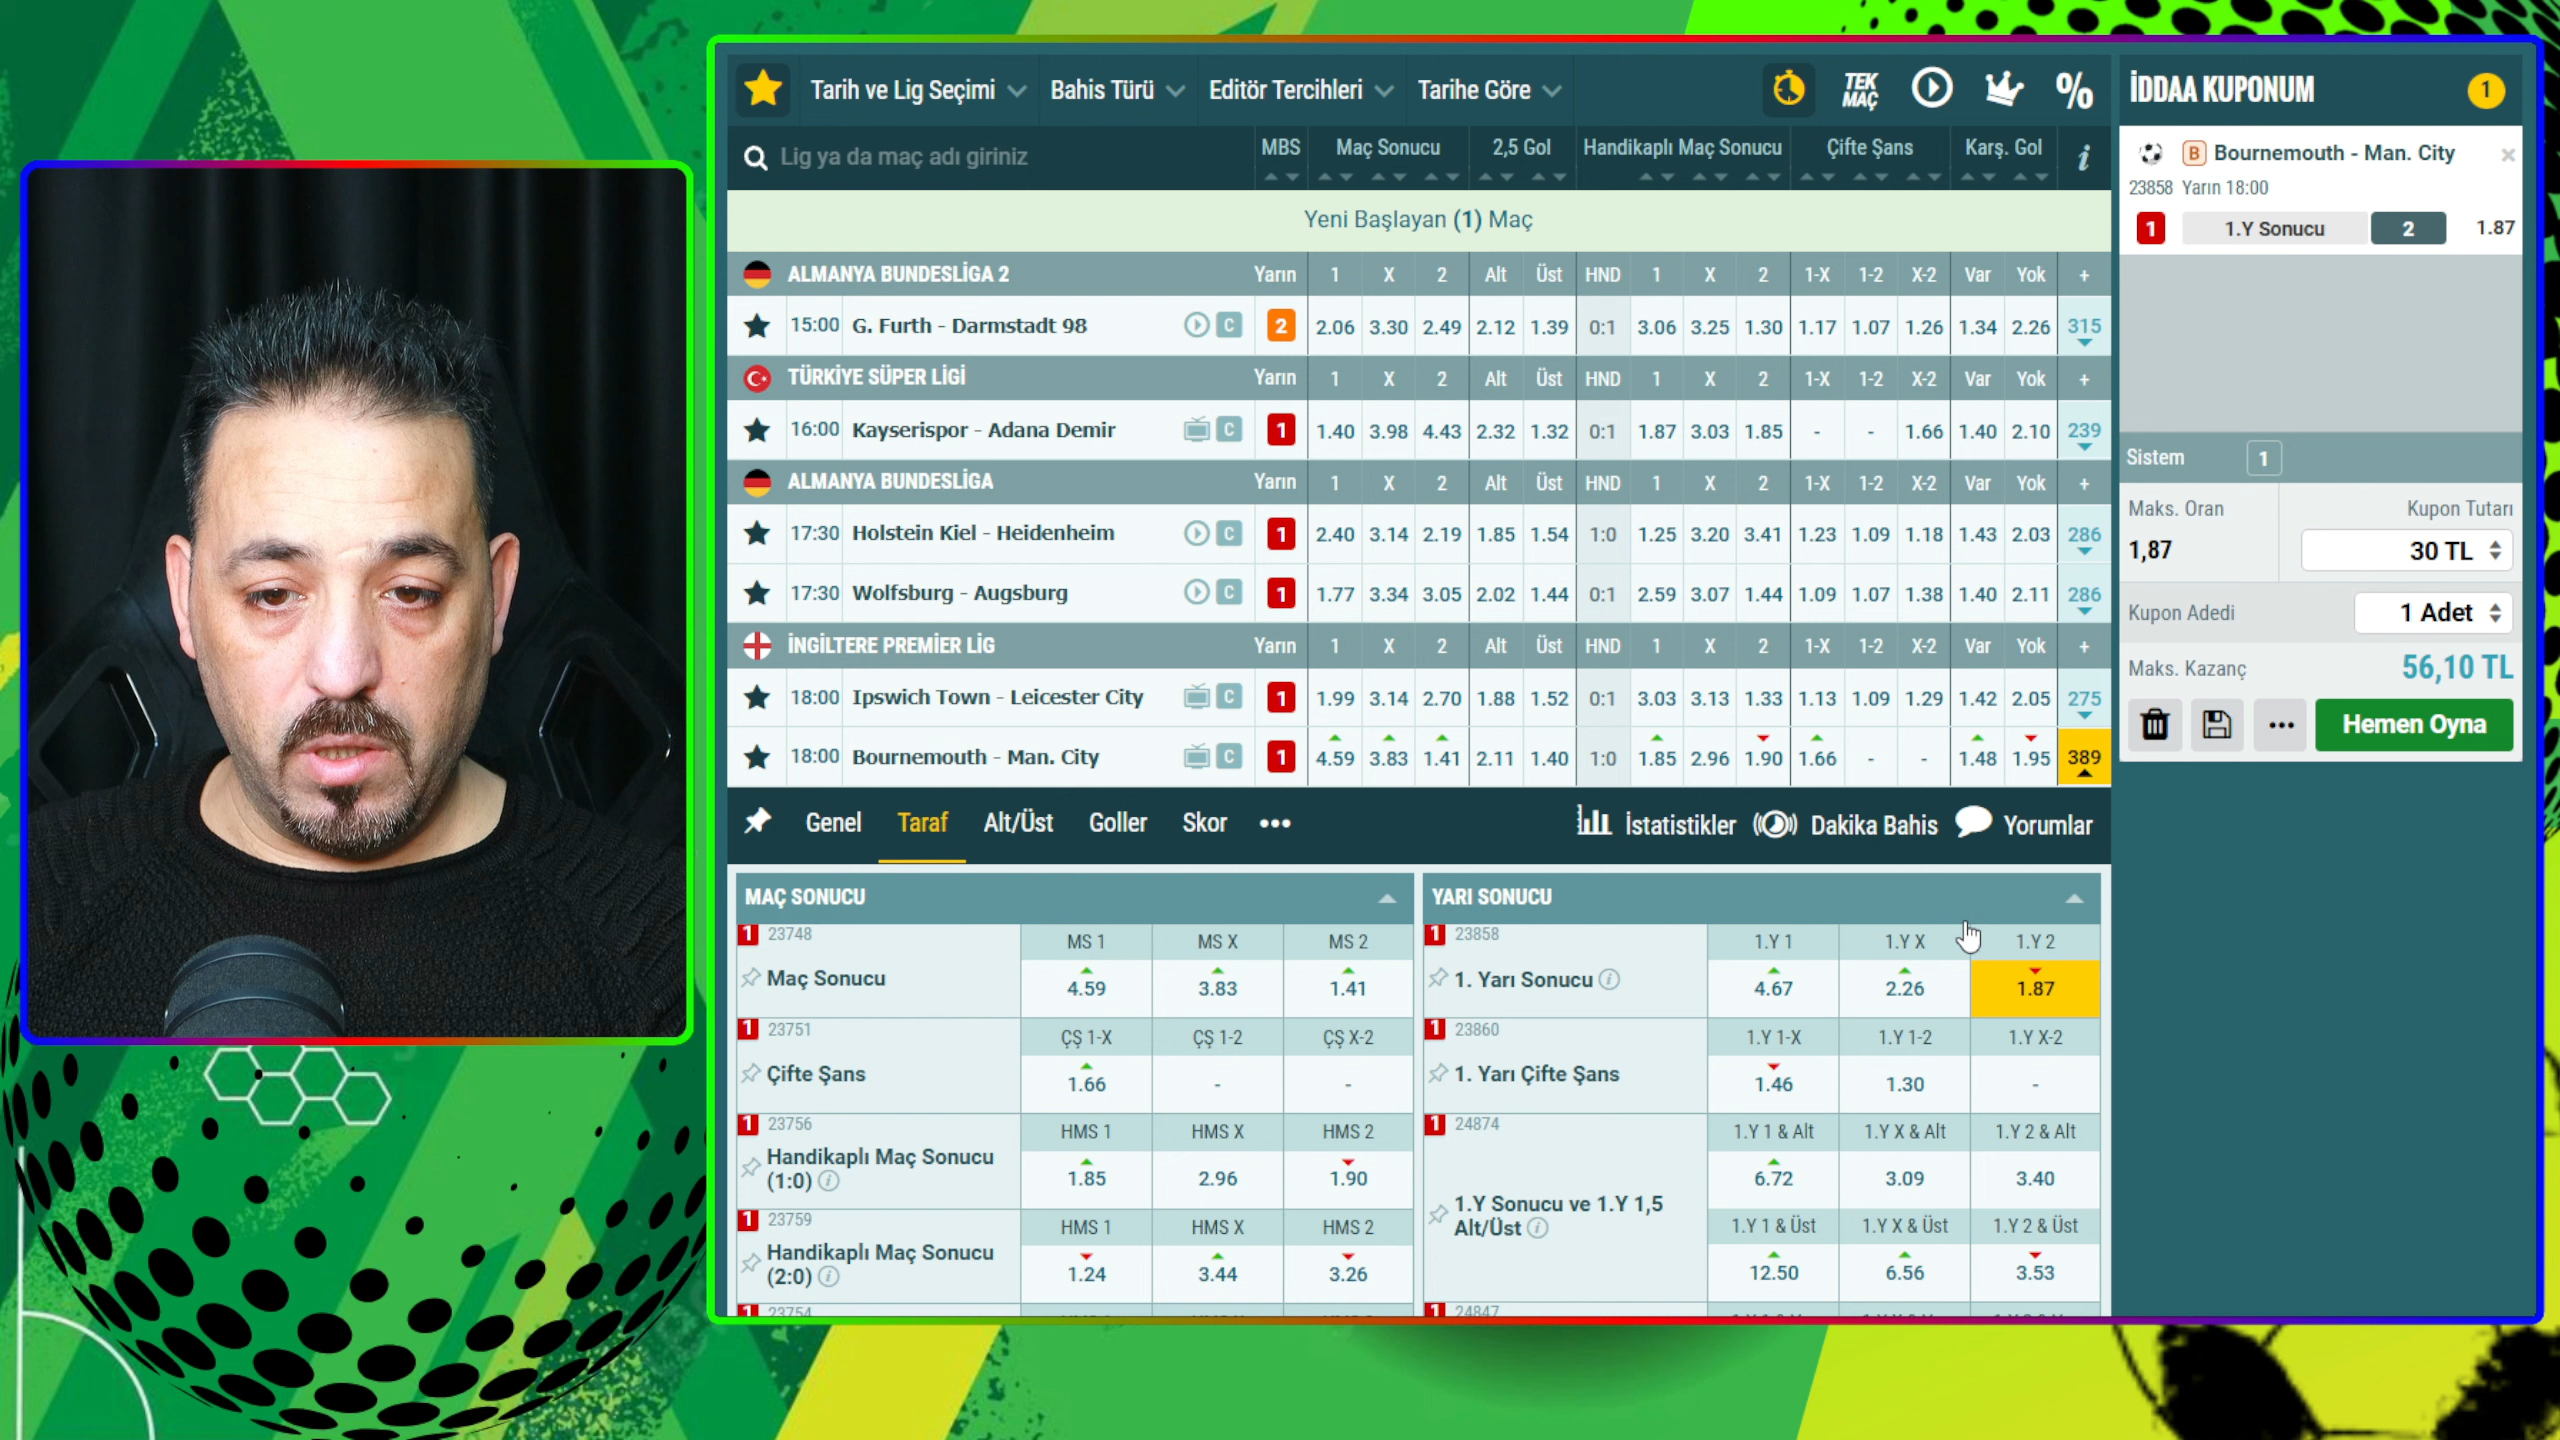 Tarih ve Lig Seçimi Bahis Türü Editör Tercihleri Tarihe Göre TEK MAÇ %
Lig ya da maç adı giriniz MBS Maç Sonucu 2,5 Gol Handikaplı Maç Sonucu Çifte Şans Karş. Gol i
Yeni Başlayan (1) Maç
ALMANYA BUNDESLİGA 2 Yarın 1 X 2 Alt Üst HND 1 X 2 1-X 1-2 X-2 Var Yok +
15:00 G. Furth - Darmstadt 98 C 2 2.06 3.30 2.49 2.12 1.39 0:1 3.06 3.25 1.30 1.17 1.07 1.26 1.34 2.26 315
TÜRKİYE SÜPER LİGİ Yarın 1 X 2 Alt Üst HND 1 X 2 1-X 1-2 X-2 Var Yok +
16:00 Kayserispor - Adana Demir C 1 1.40 3.98 4.43 2.32 1.32 0:1 1.87 3.03 1.85 - - 1.66 1.40 2.10 239
ALMANYA BUNDESLİGA Yarın 1 X 2 Alt Üst HND 1 X 2 1-X 1-2 X-2 Var Yok +
17:30 Holstein Kiel - Heidenheim C 1 2.40 3.14 2.19 1.85 1.54 1:0 1.25 3.20 3.41 1.23 1.09 1.18 1.43 2.03 286
17:30 Wolfsburg - Augsburg C 1 1.77 3.34 3.05 2.02 1.44 0:1 2.59 3.07 1.44 1.09 1.07 1.38 1.40 2.11 286
İNGİLTERE PREMİER LİG Yarın 1 X 2 Alt Üst HND 1 X 2 1-X 1-2 X-2 Var Yok +
18:00 Ipswich Town - Leicester City C 1 1.99 3.14 2.70 1.88 1.52 0:1 3.03 3.13 1.33 1.13 1.09 1.29 1.42 2.05 275
18:00 Bournemouth - Man. City C 1 4.59 3.83 1.41 2.11 1.40 1:0 1.85 2.96 1.90 1.66 - - 1.48 1.95 389
Genel Taraf Alt/Üst Goller Skor ••• İstatistikler Dakika Bahis Yorumlar
MAÇ SONUCU
1 23748 MS 1 MS X MS 2
Maç Sonucu 4.59 3.83 1.41
1 23751 ÇŞ 1-X ÇŞ 1-2 ÇŞ X-2
Çifte Şans 1.66 - -
1 23756 HMS 1 HMS X HMS 2
Handikaplı Maç Sonucu
(1:0) i 1.85 2.96 1.90
1 23759 HMS 1 HMS X HMS 2
Handikaplı Maç Sonucu
(2:0) i 1.24 3.44 3.26
1 23754
YARI SONUCU
1 23858 1.Y 1 1.Y X 1.Y 2
1. Yarı Sonucu i 4.67 2.26 1.87
1 23860 1.Y 1-X 1.Y 1-2 1.Y X-2
1. Yarı Çifte Şans 1.46 1.30 -
1 24874 1.Y 1 & Alt 1.Y X & Alt 1.Y 2 & Alt
6.72 3.09 3.40
1.Y Sonucu ve 1.Y 1,5
Alt/Üst i 1.Y 1 & Üst 1.Y X & Üst 1.Y 2 & Üst
12.50 6.56 3.53
1 24847
İDDAA KUPONUM 1
B Bournemouth - Man. City ×
23858 Yarın 18:00
1 1.Y Sonucu 2 1.87
Sistem 1
Maks. Oran Kupon Tutarı
1,87 30 TL
Kupon Adedi 1 Adet
Maks. Kazanç 56,10 TL
••• Hemen Oyna